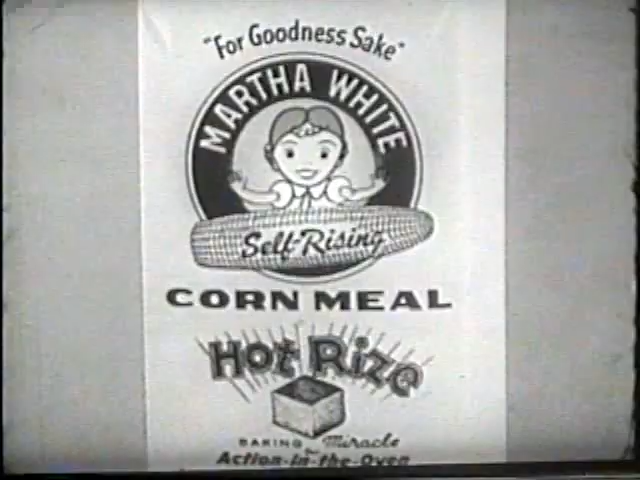 "For Goodness Sake"
MARTHA WHITE
Self-Rising
CORN MEAL
Hot Rize
BAKING Miracle
Action-in-the-Oven